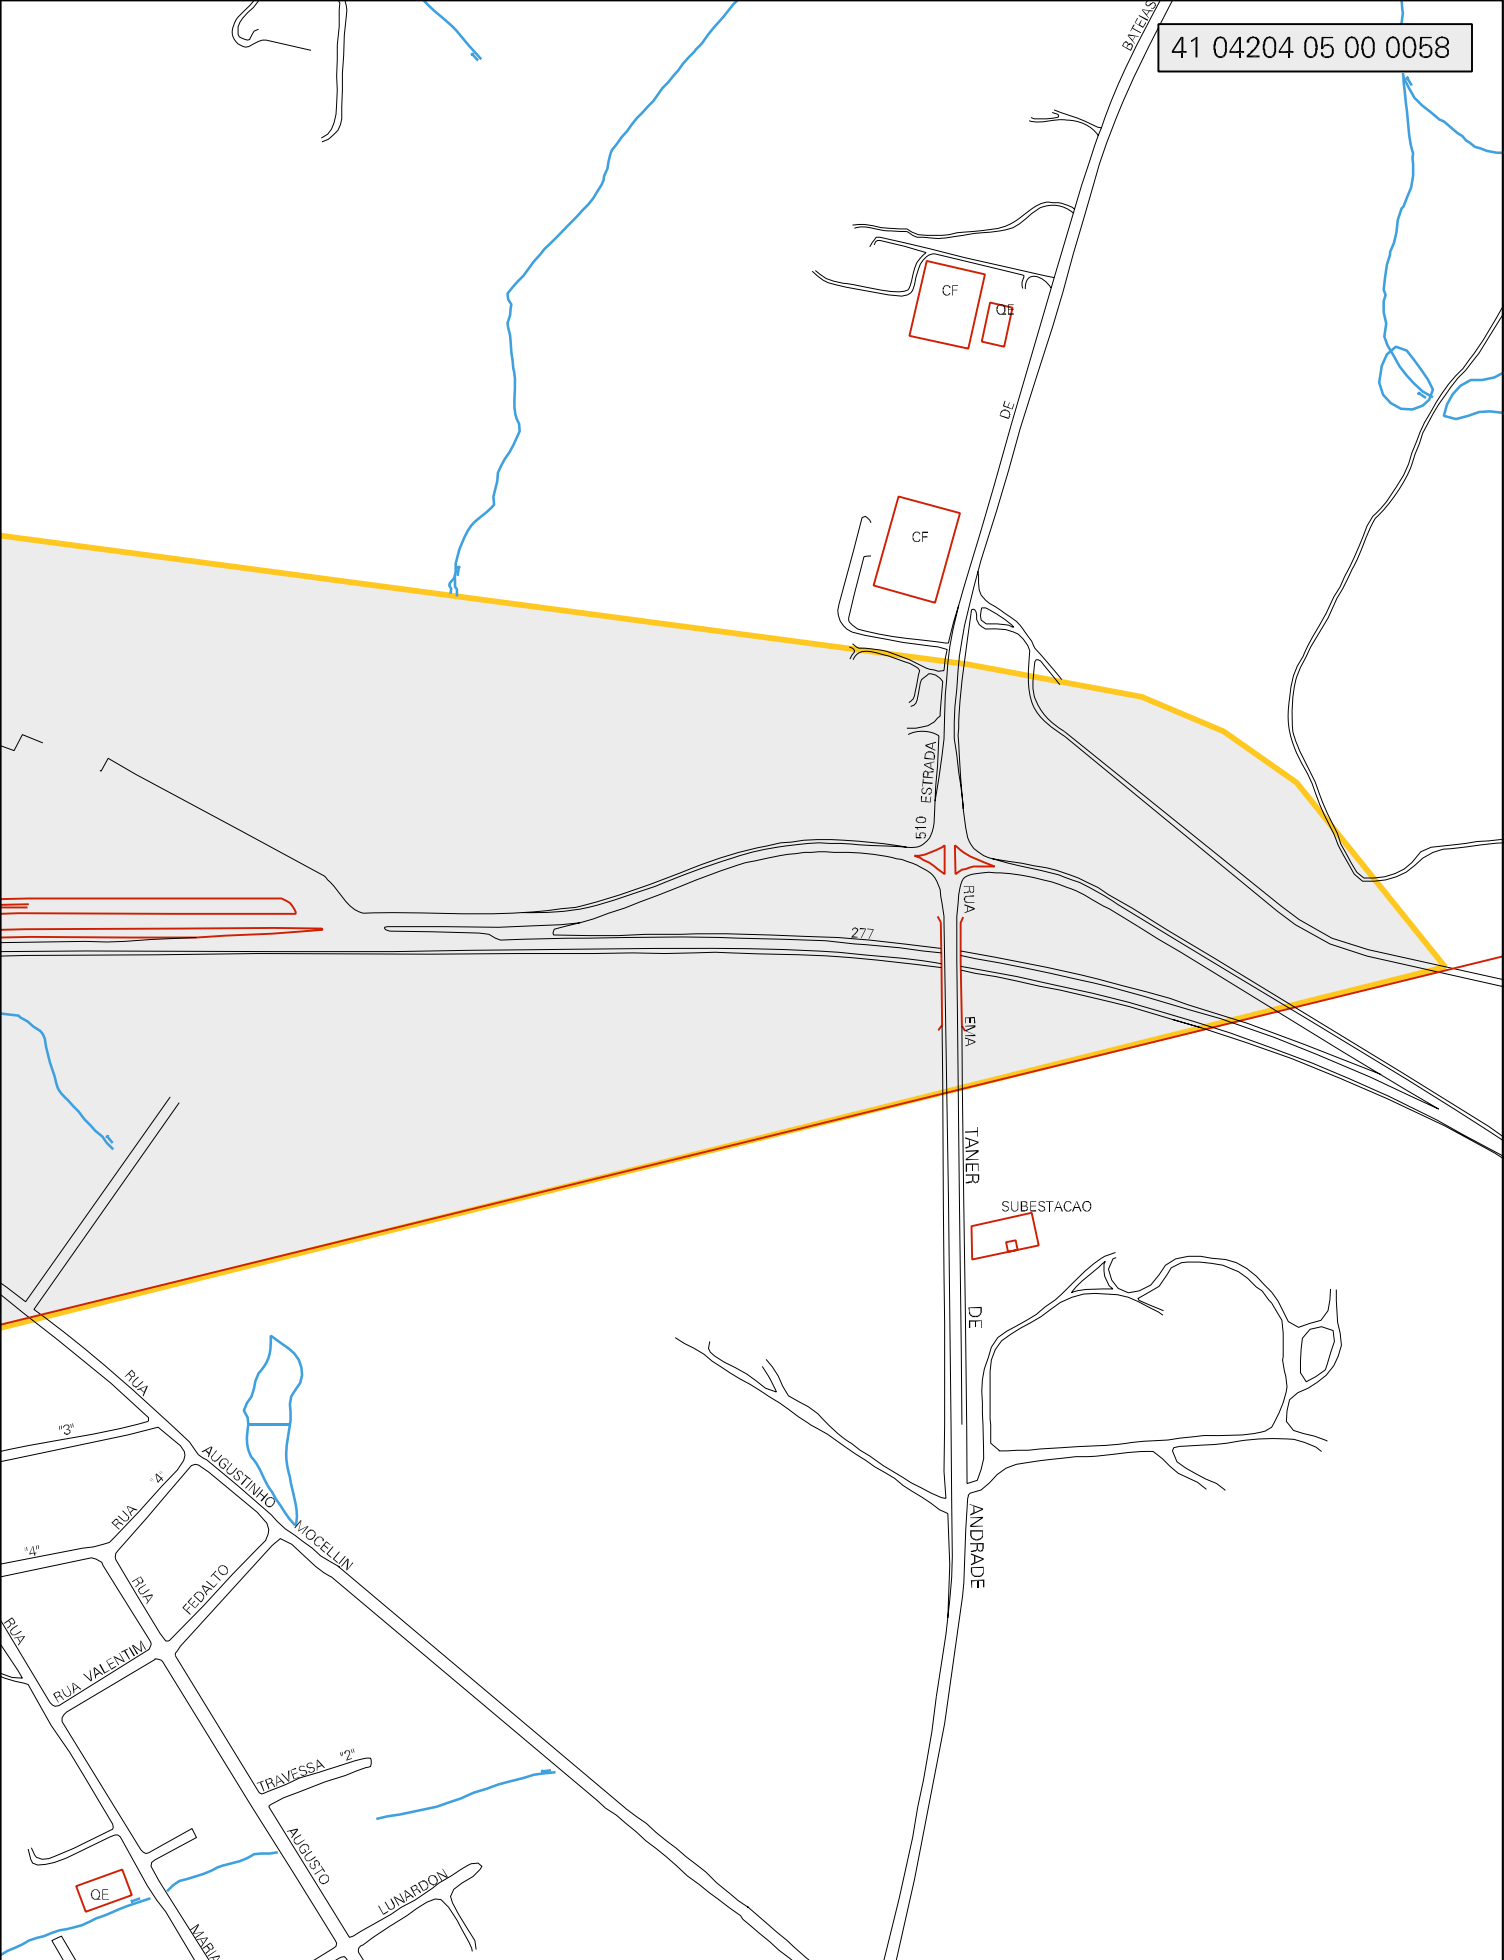 BATEIAS
41 04204 05 00 0058
CF
QE
DE
CF
510 ESTRADA
RUA
277
EMA
TANER
SUBESTACAO
DE
RUA
"3"
AUGUSTINHO
"4"
RUA
ANDRADE
MOCELLIN
"4"
RUA
FEDALTO
RUA
RUA VALENTIM
TRAVESSA "2"
AUGUSTO
LUNARDON
QE
MARIA